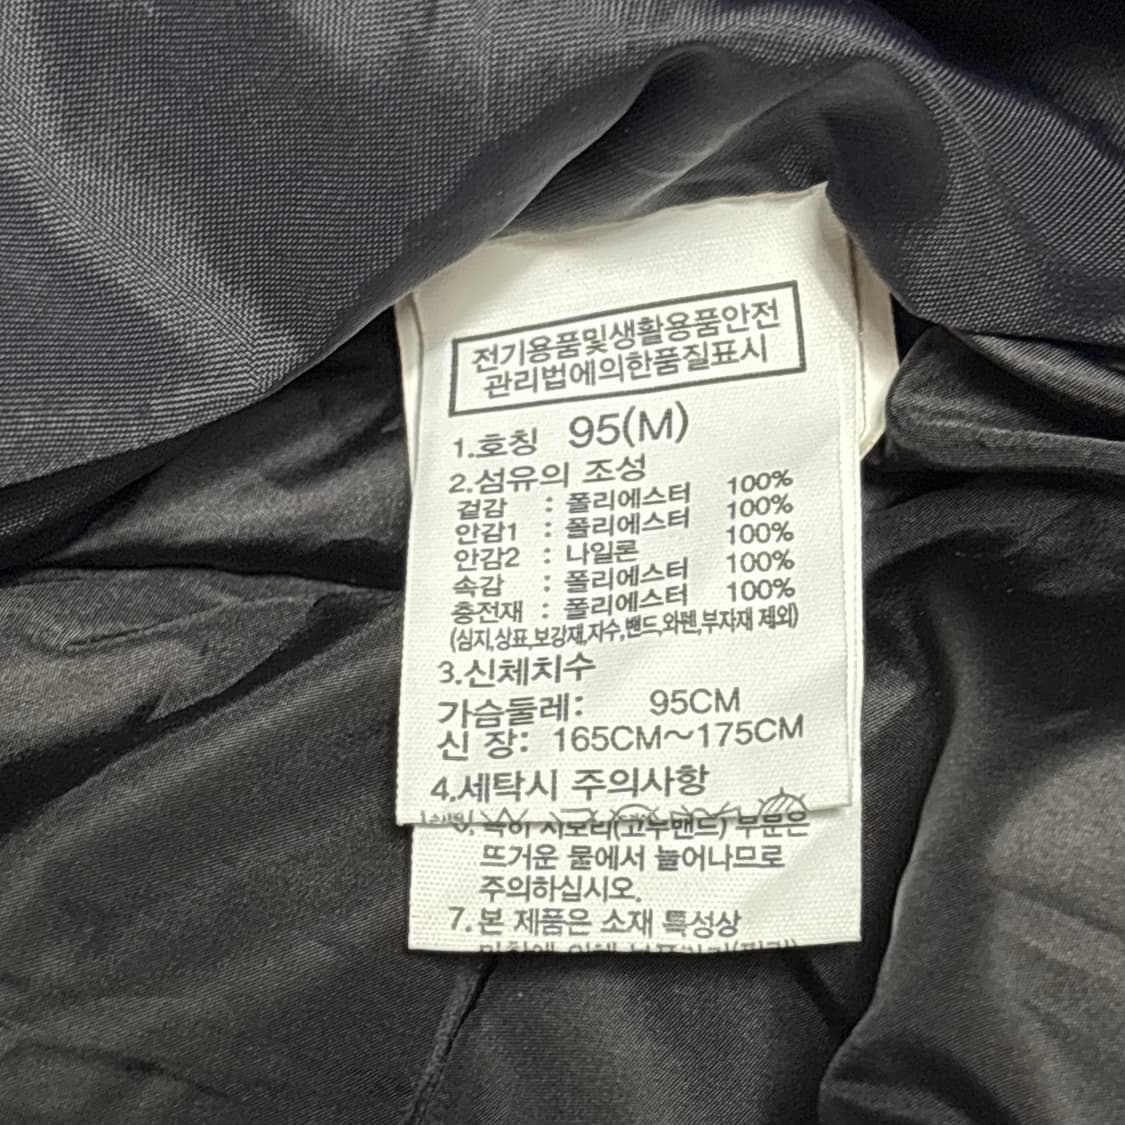 전기용품및생활용품안전
관리법에의한품질표시
1.호칭 95(M)
2.섬유의 조성
겉감 : 폴리에스터 100%
안감1 : 폴리에스터 100%
안감2 : 나일론 100%
속감 : 폴리에스터 100%
충전재 : 폴리에스터 100%
(심지,상표,보강재,자수,밴드,와펜,부자재 제외)
3.신체치수
가슴둘레: 95CM
신 장: 165CM~175CM
4.세탁시 주의사항
부문은
뜨거운 물에서 늘어나므로
주의하십시오.
7.본 제품은 소재 특성상